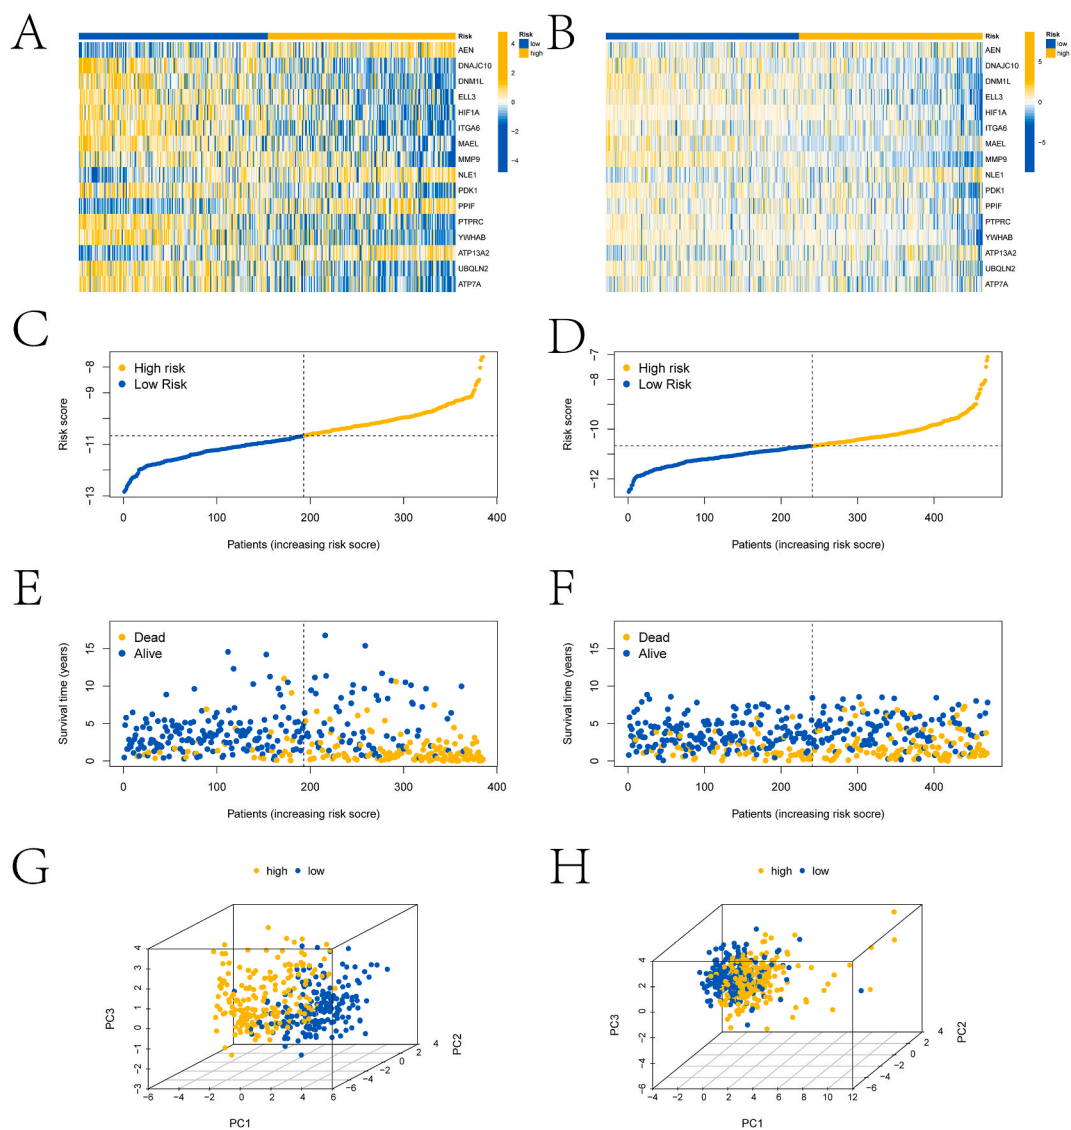 A
Risk
AEN
DNAJC10
DNM1L
ELL3
HIF1A
ITGA6
MAEL
MMP9
NLE1
PDK1
PPIF
PTPRC
YWHAB
ATP13A2
UBQLN2
ATP7A
4
2
0
−2
−4
Risk
low
high
B
Risk
AEN
DNAJC10
DNM1L
ELL3
HIF1A
ITGA6
MAEL
MMP9
NLE1
PDK1
PPIF
PTPRC
YWHAB
ATP13A2
UBQLN2
ATP7A
5
0
−5
Risk
low
high
C
High risk
Low Risk
Risk score
−8
−9
−11
−13
0 100 200 300 400
Patients (increasing risk socre)
D
High risk
Low Risk
Risk score
−7
−8
−10
−12
0 100 200 300 400
Patients (increasing risk socre)
E
Dead
Alive
Survival time (years)
15
10
5
0
0 100 200 300 400
Patients (increasing risk socre)
F
Dead
Alive
Survival time (years)
15
10
5
0
0 100 200 300 400
Patients (increasing risk socre)
G
high low
PC3
4
3
2
1
0
−1
−2
−3
−6 −4 −2 0 2 4 6
PC1
−6
−4
−2
0
2
4
PC2
H
high low
PC3
4
2
0
−2
−4
−6
−4 −2 0 2 4 6 8 10 12
PC1
−6
−4
−2
0
2
4
PC2